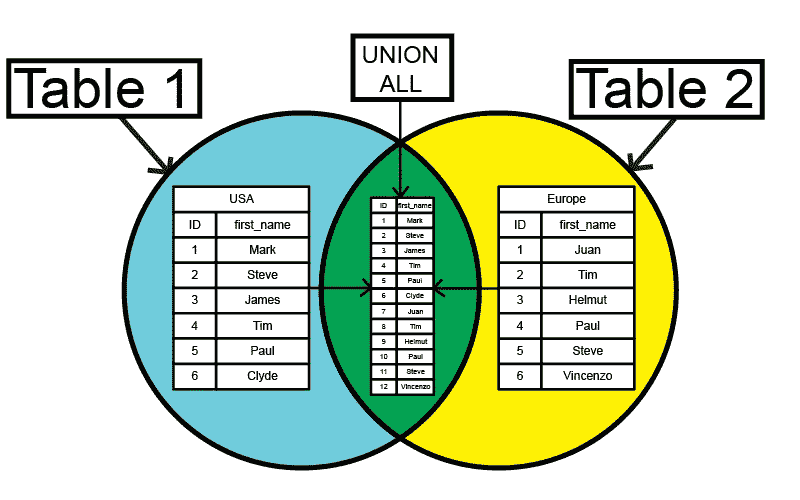 UNION
ALL
Table 1
Table 2
USA
ID first_name
1 Mark
2 Steve
3 James
4 Tim
5 Paul
6 Clyde
ID first_name
1 Mark
2 Steve
3 James
4 Tim
5 Paul
6 Clyde
7 Juan
8 Tim
9 Helmut
10 Paul
11 Steve
12 Vincenzo
Europe
ID first_name
1 Juan
2 Tim
3 Helmut
4 Paul
5 Steve
6 Vincenzo